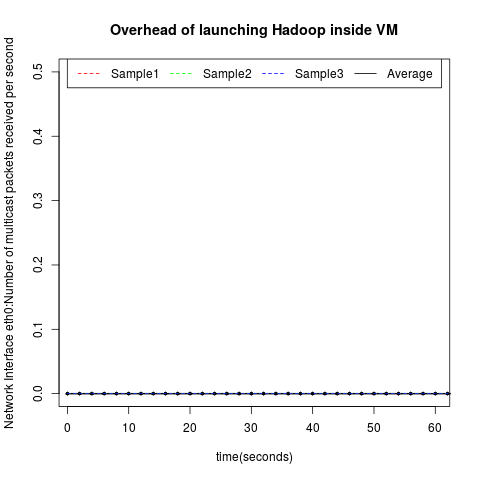 Overhead of launching Hadoop inside VM
Network Interface eth0:Number of multicast packets received per second
Sample1 Sample2 Sample3 Average
0.5
0.4
0.3
0.2
0.1
0.0
0 10 20 30 40 50 60
time(seconds)